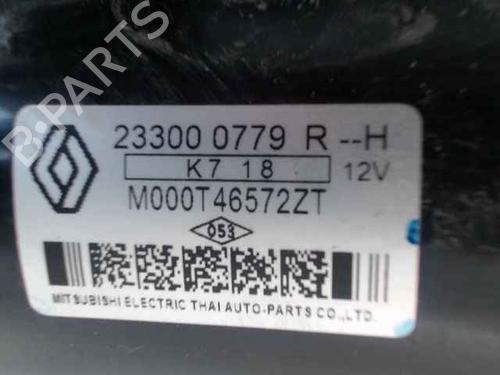 23300 0779 R --H
K7 18 12V
M000T46572ZT
053
MITSUBISHI ELECTRIC THAI AUTO-PARTS CO.,LTD.
B-PARTS